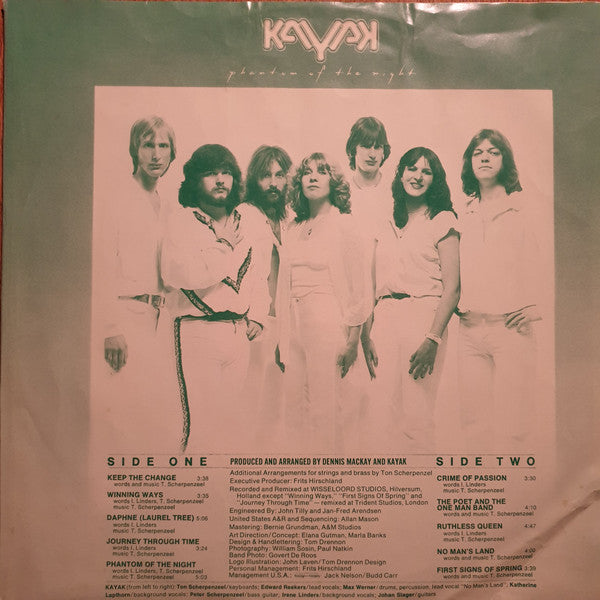 KAYAK
phantom of the night
SIDE ONE
KEEP THE CHANGE 3:38
words and music T. Scherpenzeel
WINNING WAYS 3:35
words I. Linders
music T. Scherpenzeel
DAPHNE (LAUREL TREE) 5:06
words I. Linders
music T. Scherpenzeel
JOURNEY THROUGH TIME
words I. Linders 3:24
music T. Scherpenzeel
PHANTOM OF THE NIGHT
words I. Linders
music T. Scherpenzeel 5:03
PRODUCED AND ARRANGED BY DENNIS MACKAY AND KAYAK
Additional Arrangements for strings and brass by Ton Scherpenzeel
Executive Producer: Frits Hirschland
Recorded and Remixed at WISSELOORD STUDIOS, Hilversum,
Holland except "Winning Ways," "First Signs Of Spring" and
"Journey Through Time" — remixed at Trident Studios, London
Engineered By: John Tilly and Jan-Fred Arendsen
United States A&R and Sequencing: Allan Mason
Mastering: Bernie Grundman, A&M Studios
Art Direction/Concept: Elana Gutman, Marla Banks
Design & Handlettering: Tom Drennon
Photography: William Sosin, Paul Natkin
Band Photo: Govert De Roos
Logo Illustration: John Laven/Tom Drennon Design
Personal Management: Frits Hirschland
Management U.S.A.: Jack Nelson/Budd Carr
SIDE TWO
CRIME OF PASSION 3:30
words I. Linders
music T. Scherpenzeel
THE POET AND THE
ONE MAN BAND 4:10
words and music T. Scherpenzeel
RUTHLESS QUEEN 4:47
words I. Linders
music T. Scherpenzeel
NO MAN'S LAND 4:00
words and music T. Scherpenzeel
FIRST SIGNS OF SPRING 3:39
words and music T. Scherpenzeel
KAYAK (from left to right): Ton Scherpenzeel/keyboards; Edward Reekers/lead vocals; Max Werner/drums, percussion, lead vocal "No Man's Land"; Katherine
Lapthorn/background vocals; Peter Scherpenzeel/bass guitar; Irene Linders/background vocals; Johan Slager/guitars